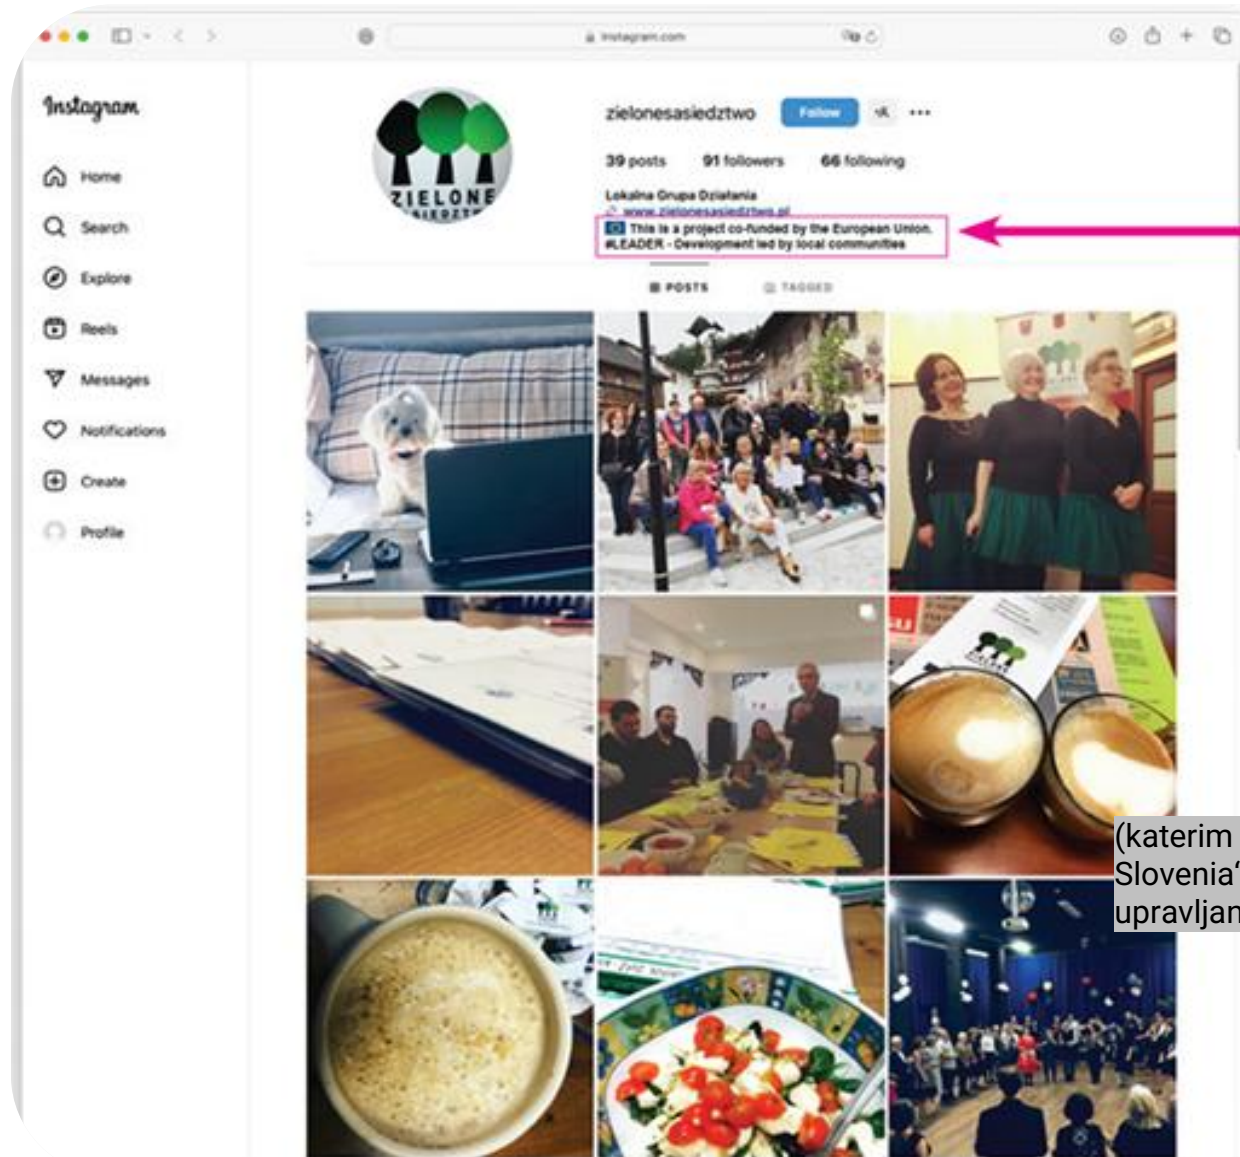 instagram.com
Instagram
Home
Search
Explore
Reels
Messages
Notifications
Create
Profile
ZIELONE
zielonesasiedztwo
Follow
39 posts 91 followers 66 following
Lokalna Grupa Działania
www.zielonesasiedztwo.pl
This is a project co-funded by the European Union.
#LEADER - Development led by local communities
POSTS
TAGGED
(katerim
Slovenia“
upravljan